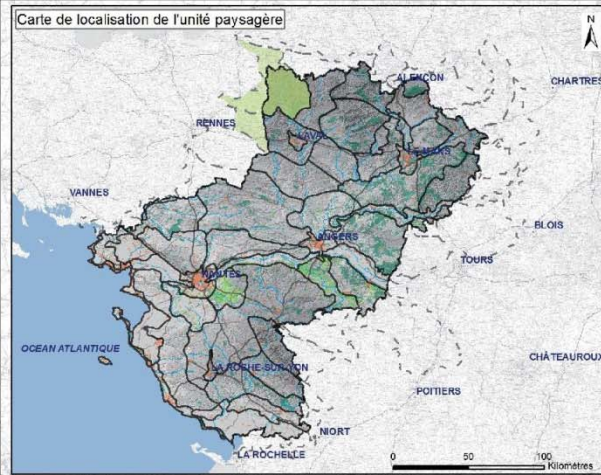 Carte de localisation de l'unité paysagère
N
ALENÇON
CHARTRES
RENNES
LAVAL
LE MANS
VANNES
BLOIS
ANGERS
TOURS
NANTES
OCEAN ATLANTIQUE
CHÂTEAUROUX
LA ROCHE-SUR-YON
POITIERS
NIORT
LA ROCHELLE
0 50 100
Kilomètres